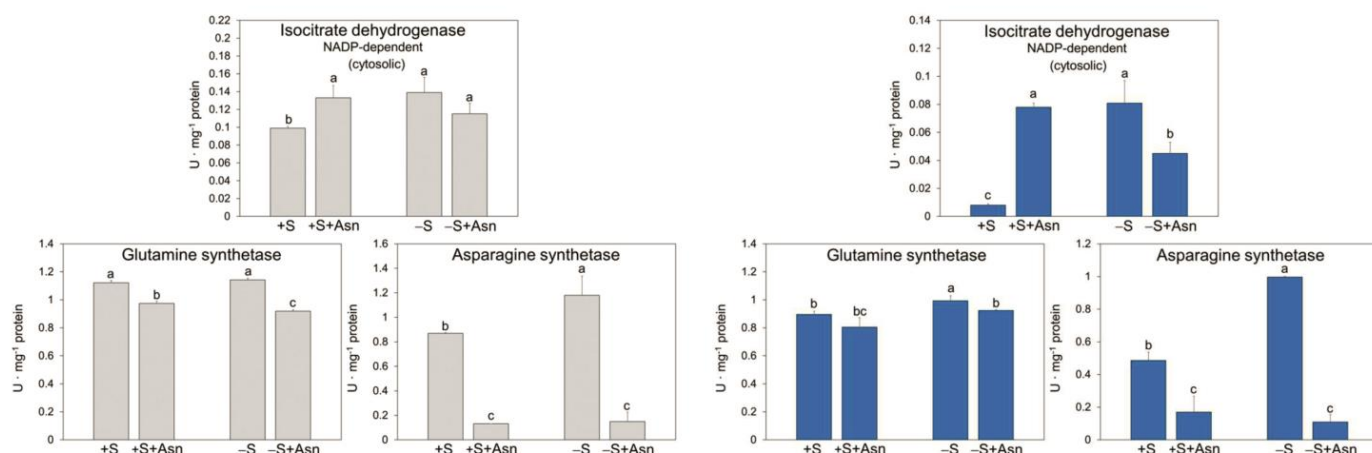 Isocitrate dehydrogenase
NADP-dependent
(cytosolic)
U · mg⁻¹ protein
0.22
0.2
0.18
0.16
0.14
0.12
0.1
0.08
0.06
0.04
0.02
0
b
a
a
a
+S +S+Asn –S –S+Asn
Isocitrate dehydrogenase
NADP-dependent
(cytosolic)
U · mg⁻¹ protein
0.14
0.12
0.1
0.08
0.06
0.04
0.02
0
c
a
a
b
+S +S+Asn –S –S+Asn
Glutamine synthetase
U · mg⁻¹ protein
1.4
1.2
1
0.8
0.6
0.4
0.2
0
a
b
a
c
+S +S+Asn –S –S+Asn
Asparagine synthetase
U · mg⁻¹ protein
1.6
1.4
1.2
1
0.8
0.6
0.4
0.2
0
b
c
a
c
+S +S+Asn –S –S+Asn
Glutamine synthetase
U · mg⁻¹ protein
1.4
1.2
1
0.8
0.6
0.4
0.2
0
b
bc
a
b
+S +S+Asn –S –S+Asn
Asparagine synthetase
U · mg⁻¹ protein
1.2
1
0.8
0.6
0.4
0.2
0
b
c
a
c
+S +S+Asn –S –S+Asn